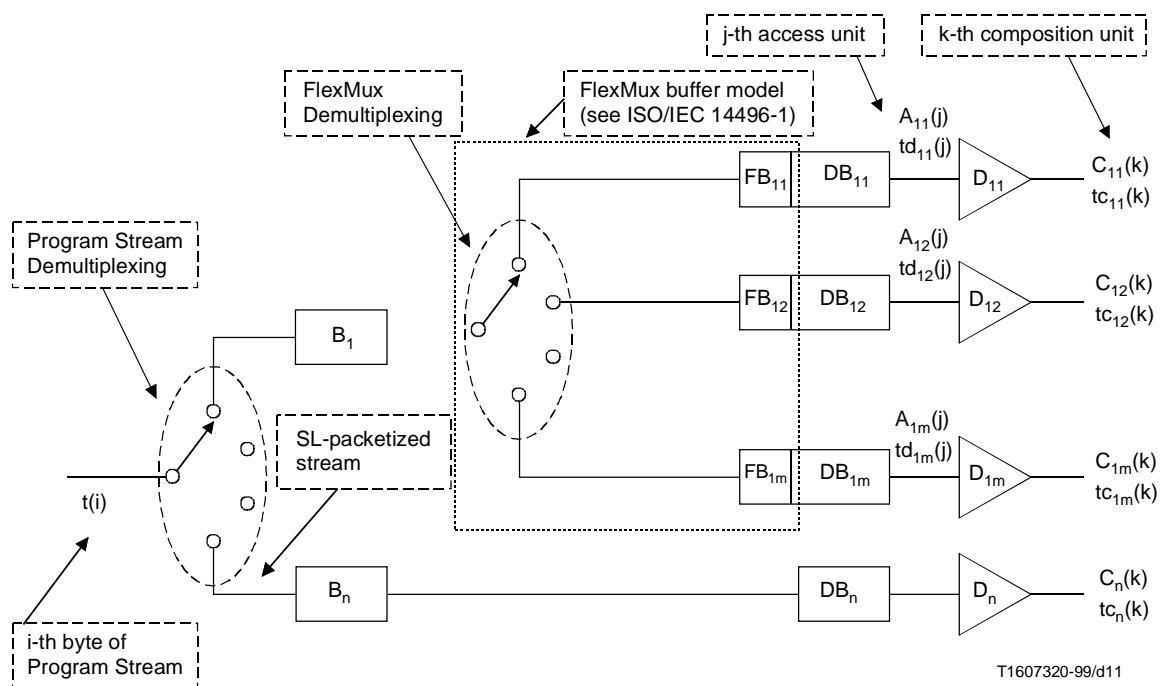 j-th access unit
k-th composition unit
FlexMux
Demultiplexing
FlexMux buffer model
(see ISO/IEC 14496-1)
A11(j)
td11(j)
FB11
DB11
D11
C11(k)
tc11(k)
Program Stream
Demultiplexing
A12(j)
td12(j)
FB12
DB12
D12
C12(k)
tc12(k)
B1
SL-packetized
stream
A1m(j)
td1m(j)
FB1m
DB1m
D1m
C1m(k)
tc1m(k)
t(i)
Bn
DBn
Dn
Cn(k)
tcn(k)
i-th byte of
Program Stream
T1607320-99/d11